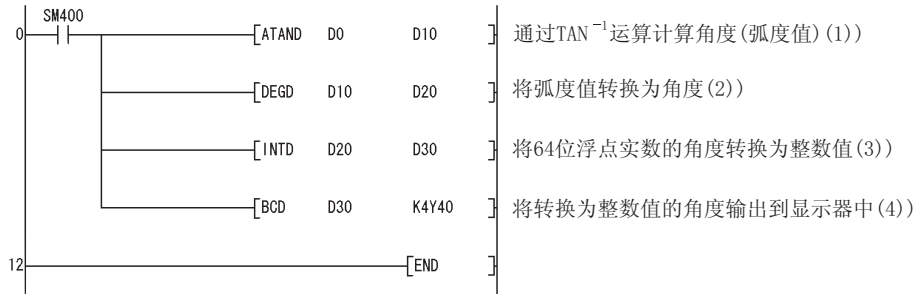 SM400
0 [ATAND D0 D10 ] 通过TAN⁻¹运算计算角度(弧度值)(1))
[DEGD D10 D20 ] 将弧度值转换为角度(2))
[INTD D20 D30 ] 将64位浮点实数的角度转换为整数值(3))
[BCD D30 K4Y40 ] 将转换为整数值的角度输出到显示器中(4))
12 [END ]